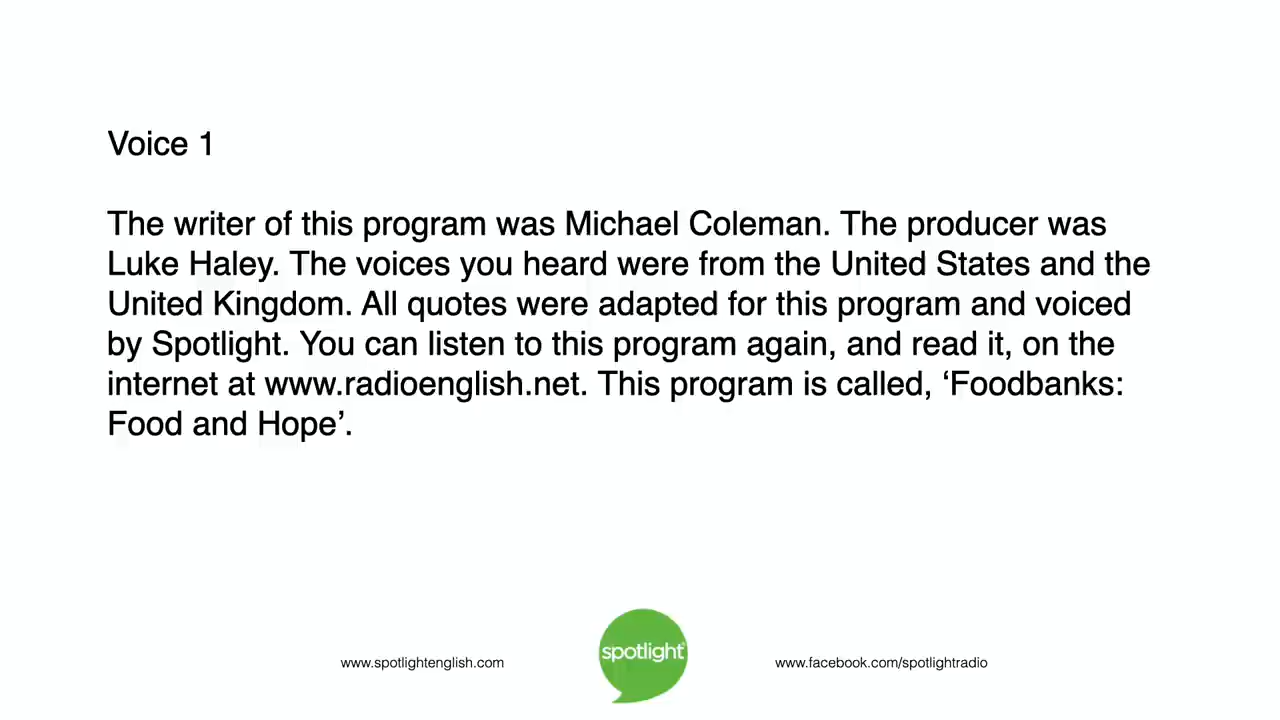 Voice 1
The writer of this program was Michael Coleman. The producer was
Luke Haley. The voices you heard were from the United States and the
United Kingdom. All quotes were adapted for this program and voiced
by Spotlight. You can listen to this program again, and read it, on the
internet at www.radioenglish.net. This program is called, ‘Foodbanks:
Food and Hope’.
www.spotlightenglish.com
spotlight
www.facebook.com/spotlightradio